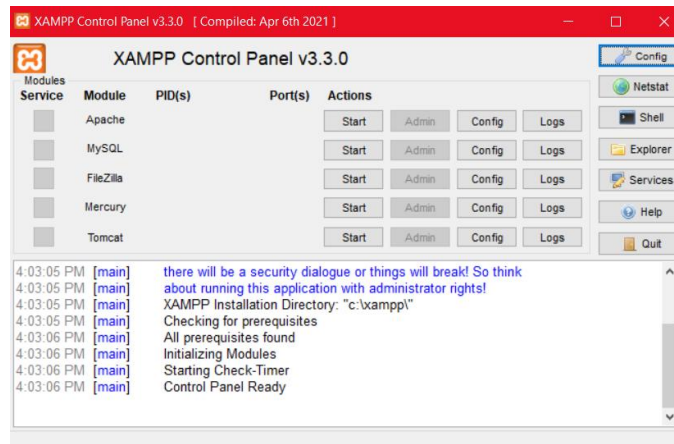 XAMPP Control Panel v3.3.0 [ Compiled: Apr 6th 2021 ]
XAMPP Control Panel v3.3.0
Config
Modules
Service Module PID(s) Port(s) Actions
Netstat
Apache Start Admin Config Logs
Shell
MySQL Start Admin Config Logs
Explorer
FileZilla Start Admin Config Logs
Services
Mercury Start Admin Config Logs
Help
Tomcat Start Admin Config Logs
Quit
4:03:05 PM [main] there will be a security dialogue or things will break! So think
4:03:05 PM [main] about running this application with administrator rights!
4:03:05 PM [main] XAMPP Installation Directory: "c:\xampp\"
4:03:05 PM [main] Checking for prerequisites
4:03:06 PM [main] All prerequisites found
4:03:06 PM [main] Initializing Modules
4:03:06 PM [main] Starting Check-Timer
4:03:06 PM [main] Control Panel Ready